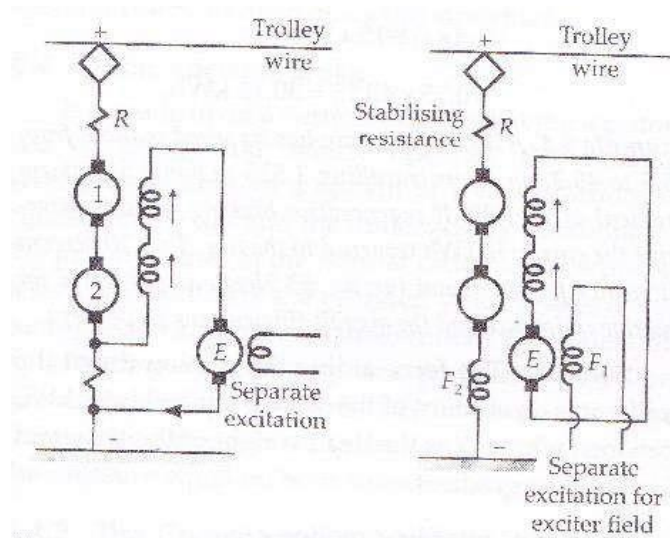 +
Trolley
wire
R
1
2
E
Separate
excitation
+
Trolley
wire
Stabilising
resistance
R
E
F1
F2
−
Separate
excitation for
exciter field